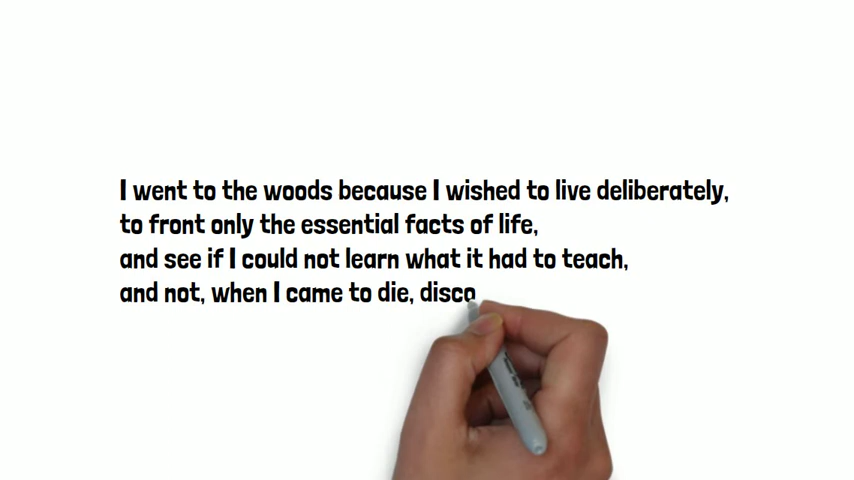 I went to the woods because I wished to live deliberately,
to front only the essential facts of life,
and see if I could not learn what it had to teach,
and not, when I came to die, disco